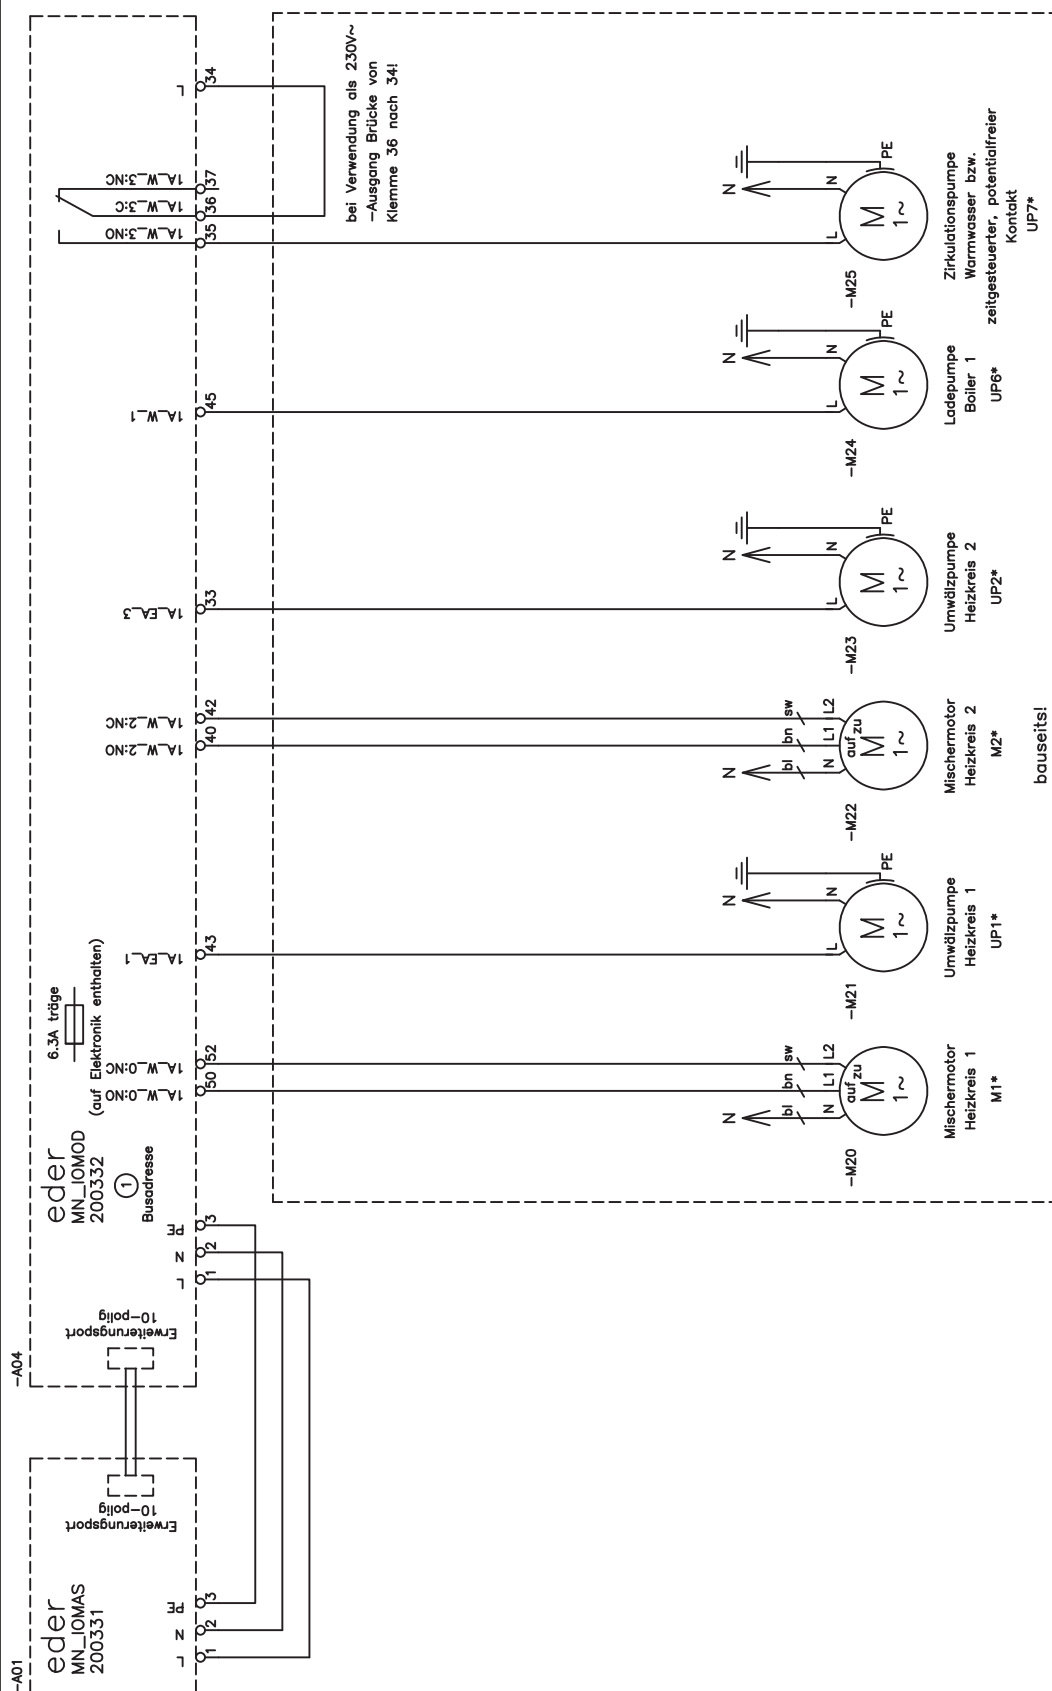 -A01
eder
MN_IOMAS
200331
L
N
PE
1
2
3
Erweiterungsport
10-polig
-A04
Erweiterungsport
10-polig
eder
MN_IOMOD
200332
1
Busadresse
L
N
PE
1
2
3
6.3A träge
(auf Elektronik enthalten)
1A_W_0:NO
1A_W_0:NC
50
52
1A_EA_1
43
1A_W_2:NO
1A_W_2:NC
40
42
1A_EA_3
33
1A_W_1
45
1A_W_3:NO
1A_W_3:C
1A_W_3:NC
35
36
37
L
34
bei Verwendung als 230V~
-Ausgang Brücke von
Klemme 36 nach 34!
-M20
N
bl
bn
sw
N
L1
L2
auf
zu
M
1~
Mischermotor
Heizkreis 1
M1*
-M21
N
L
N
PE
M
1~
Umwälzpumpe
Heizkreis 1
UP1*
-M22
N
bl
bn
sw
N
L1
L2
auf
zu
M
1~
Mischermotor
Heizkreis 2
M2*
-M23
N
L
N
PE
M
1~
Umwälzpumpe
Heizkreis 2
UP2*
-M24
N
L
N
PE
M
1~
Ladepumpe
Boiler 1
UP6*
-M25
N
L
N
PE
M
1~
Zirkulationspumpe
Warmwasser bzw.
zeitgesteuerter, potentialfreier
Kontakt
UP7*
bauseits!